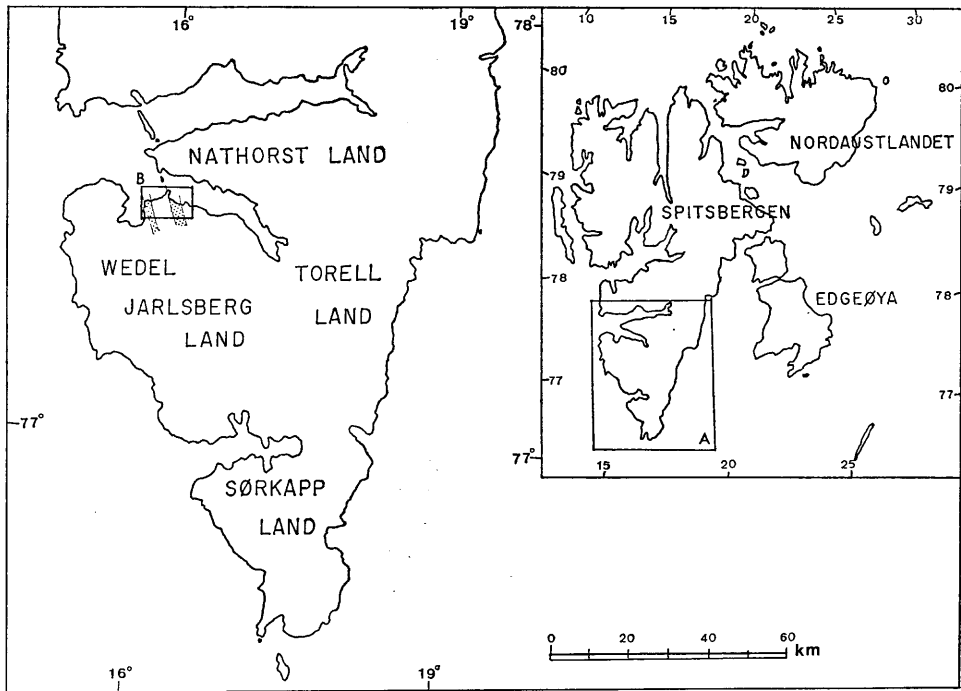 16°
19°
78°
NATHORST LAND
B
WEDEL
JARLSBERG
LAND
TORELL
LAND
77°
SØRKAPP
LAND
16°
19°
10 15 20 25 30
80
80
NORDAUSTLANDET
79
79
SPITSBERGEN
78
78
EDGEØYA
77
77
A
77°
15 20 25
0 20 40 60 km